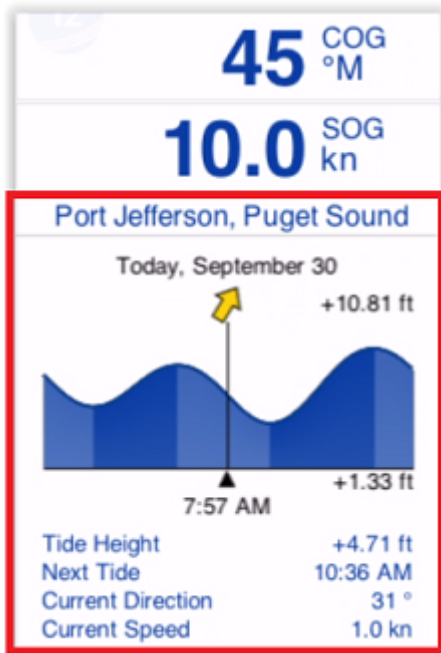 12
45 COG °M
10.0 SOG kn
Port Jefferson, Puget Sound
Today, September 30
+10.81 ft
+1.33 ft
7:57 AM
Tide Height +4.71 ft
Next Tide 10:36 AM
Current Direction 31 °
Current Speed 1.0 kn